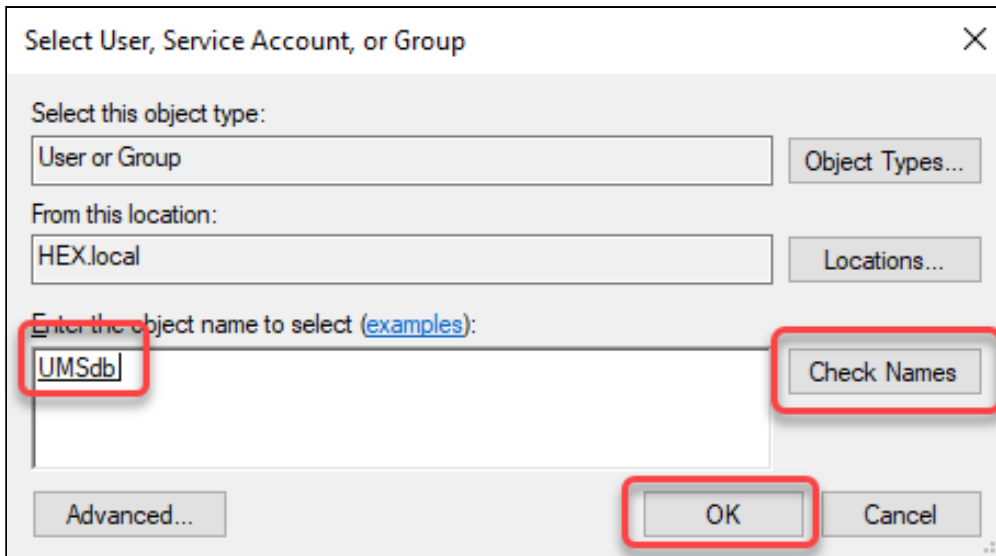 Select User, Service Account, or Group
Select this object type:
User or Group
Object Types...
From this location:
HEX.local
Locations...
Enter the object name to select (examples):
UMSdb
Check Names
Advanced...
OK
Cancel